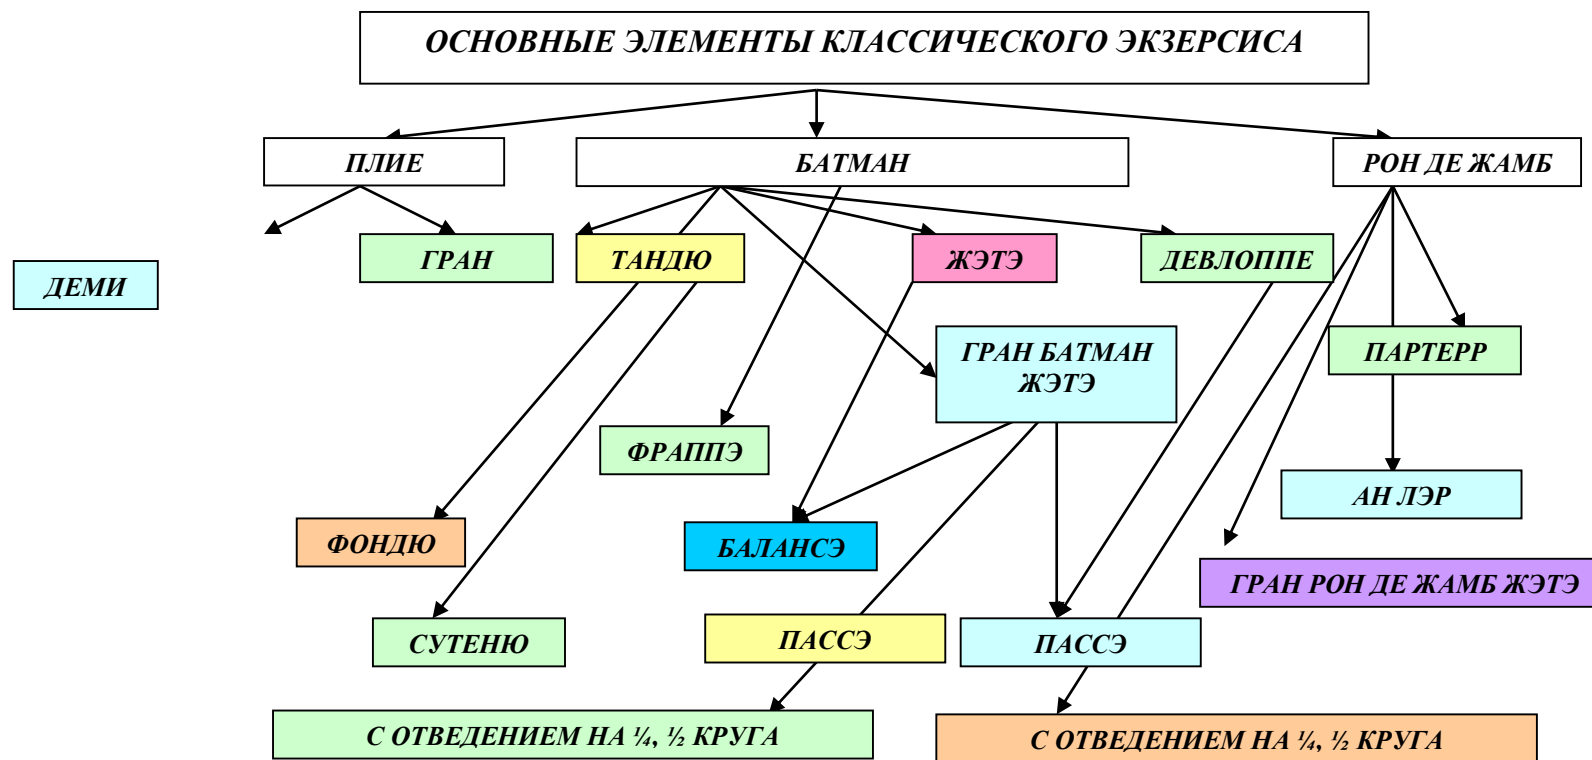 ОСНОВНЫЕ ЭЛЕМЕНТЫ КЛАССИЧЕСКОГО ЭКЗЕРСИСА
ПЛИЕ
БАТМАН
РОН ДЕ ЖАМБ
ДЕМИ
ГРАН
ТАНДЮ
ЖЭТЭ
ДЕВЛОППЕ
ГРАН БАТМАН
ЖЭТЭ
ПАРТЕРР
ФРАППЭ
АН ЛЭР
ФОНДЮ
БАЛАНСЭ
ГРАН РОН ДЕ ЖАМБ ЖЭТЭ
СУТЕНЮ
ПАССЭ
ПАССЭ
С ОТВЕДЕНИЕМ НА ¼, ½ КРУГА
С ОТВЕДЕНИЕМ НА ¼, ½ КРУГА